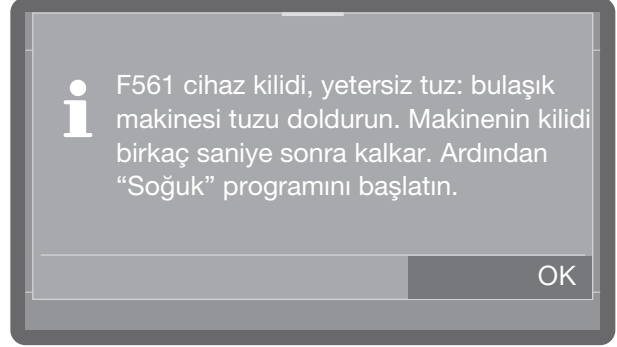 F561 cihaz kilidi, yetersiz tuz: bulaşık
makinesi tuzu doldurun. Makinenin kilidi
birkaç saniye sonra kalkar. Ardından
“Soğuk” programını başlatın.
OK